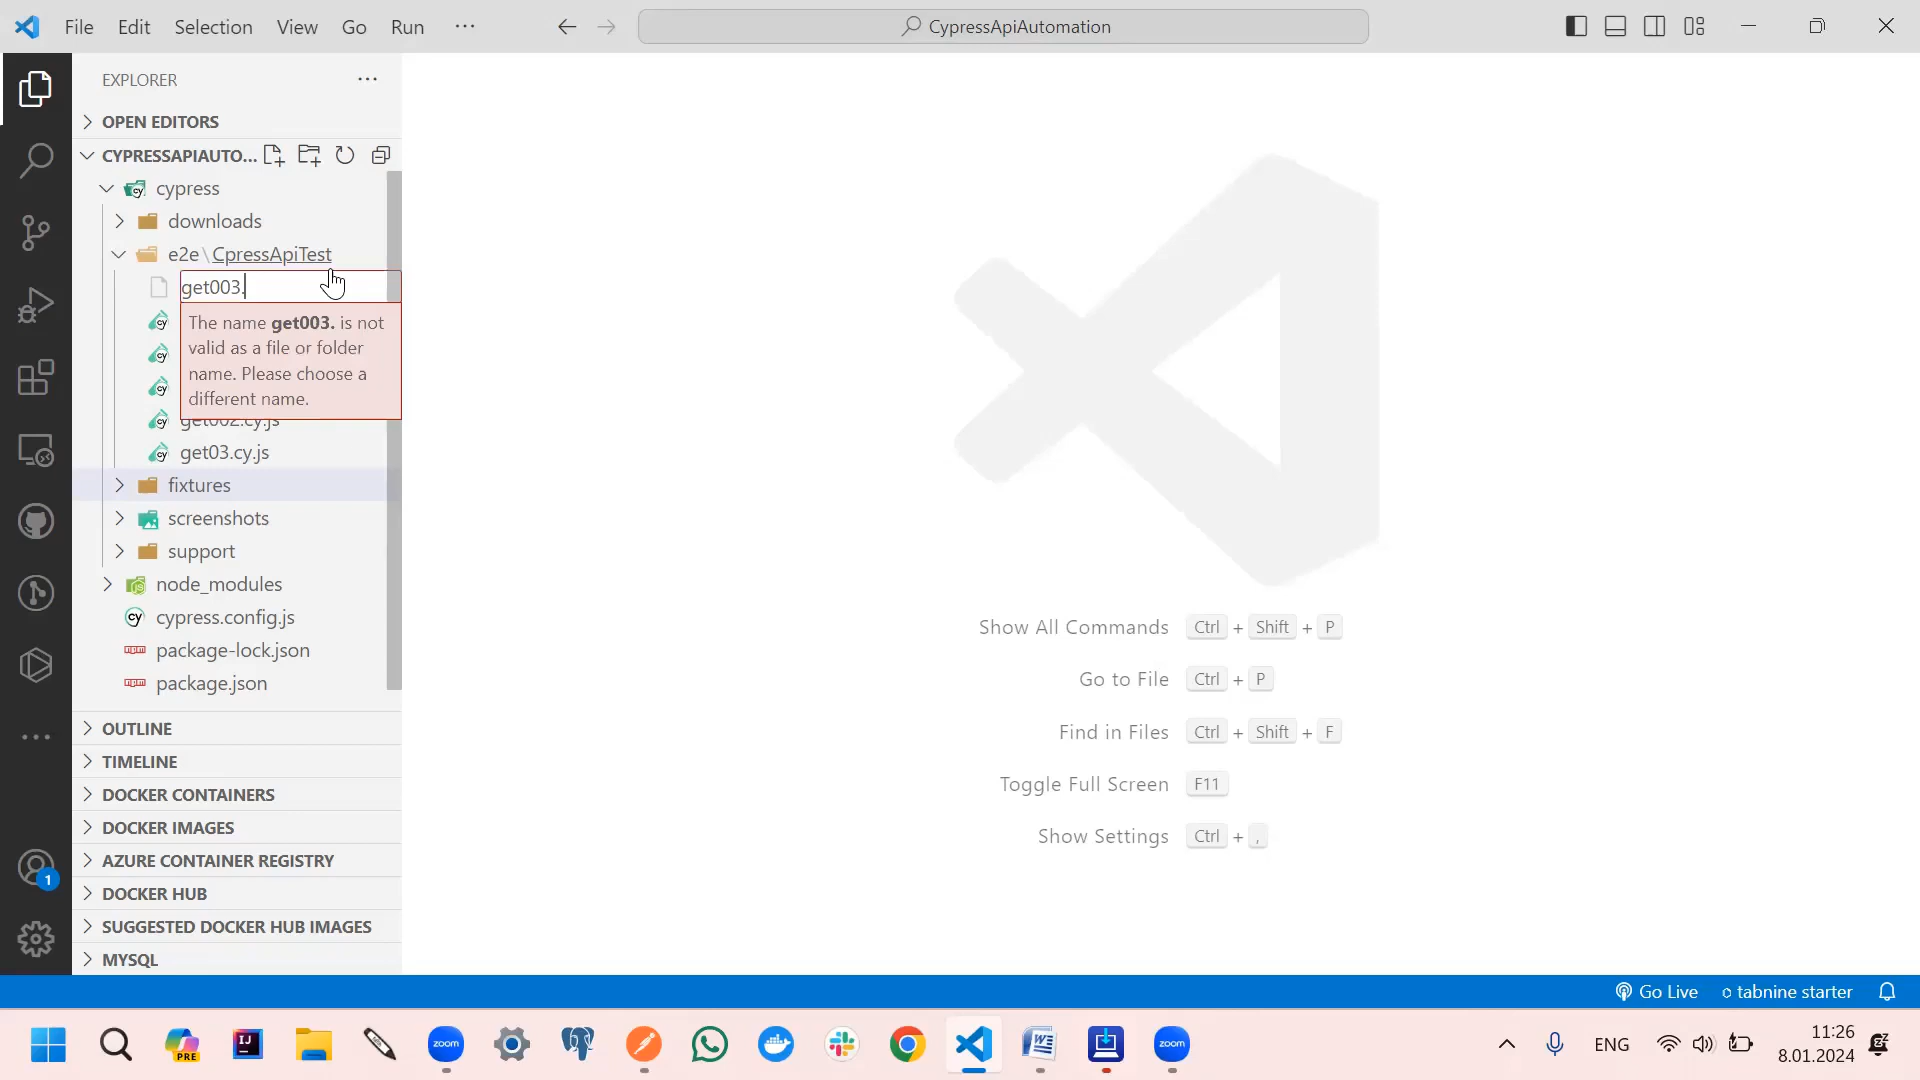 File Edit Selection View Go Run ···
CypressApiAutomation
EXPLORER
OPEN EDITORS
CYPRESSAPIAUTO...
cypress
downloads
e2e\CpressApiTest
get003.
The name get003. is not
valid as a file or folder
name. Please choose a
different name.
get002.cy.js
get03.cy.js
fixtures
screenshots
support
node_modules
cypress.config.js
package-lock.json
package.json
OUTLINE
TIMELINE
DOCKER CONTAINERS
DOCKER IMAGES
AZURE CONTAINER REGISTRY
DOCKER HUB
SUGGESTED DOCKER HUB IMAGES
MYSQL
1
Show All Commands Ctrl + Shift + P
Go to File Ctrl + P
Find in Files Ctrl + Shift + F
Toggle Full Screen F11
Show Settings Ctrl + ,
Go Live tabnine starter
PRE
IJ
zoom
zoom
ENG
11:26
8.01.2024